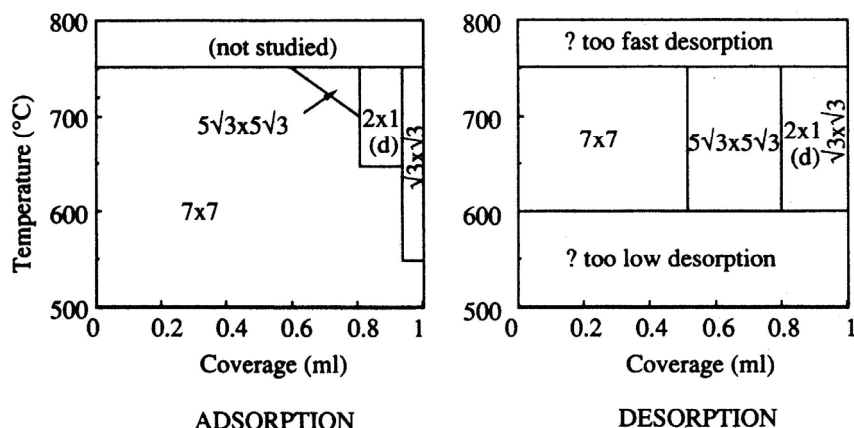 800
700
600
500
Temperature (°C)
(not studied)
5√3x5√3
2x1
(d)
√3x√3
7x7
0
0.2
0.4
0.6
0.8
1
Coverage (ml)
ADSORPTION
800
700
600
500
? too fast desorption
7x7
5√3x5√3
2x1
(d)
√3x√3
? too low desorption
0
0.2
0.4
0.6
0.8
1
Coverage (ml)
DESORPTION